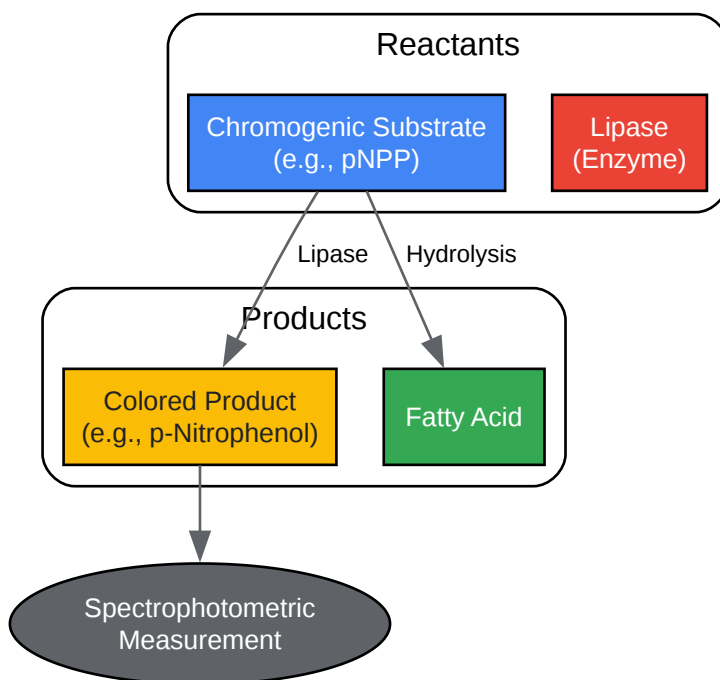 Reactants
Chromogenic Substrate
(e.g., pNPP)
Lipase
(Enzyme)
Lipase
Hydrolysis
Products
Colored Product
(e.g., p-Nitrophenol)
Fatty Acid
Spectrophotometric
Measurement